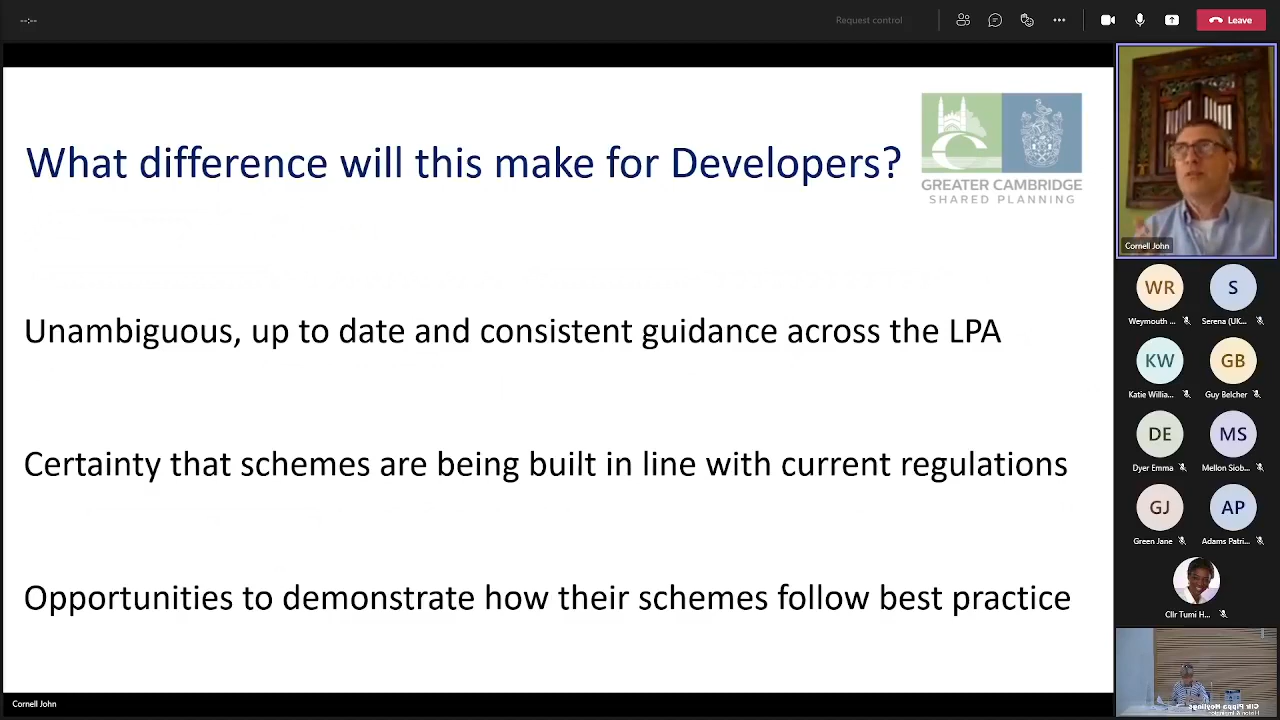 --:--
Request control
Leave
What difference will this make for Developers?
GREATER CAMBRIDGE
SHARED PLANNING
Unambiguous, up to date and consistent guidance across the LPA
Certainty that schemes are being built in line with current regulations
Opportunities to demonstrate how their schemes follow best practice
Cornell John
Cornell John
WR
S
Weymouth ...
Serena (UK...
KW
GB
Katie Willia...
Guy Belcher
DE
MS
Dyer Emma
Mellon Siob...
GJ
AP
Green Jane
Adams Patri...
Cllr Tumi H...
Cllr Pippa Heylings